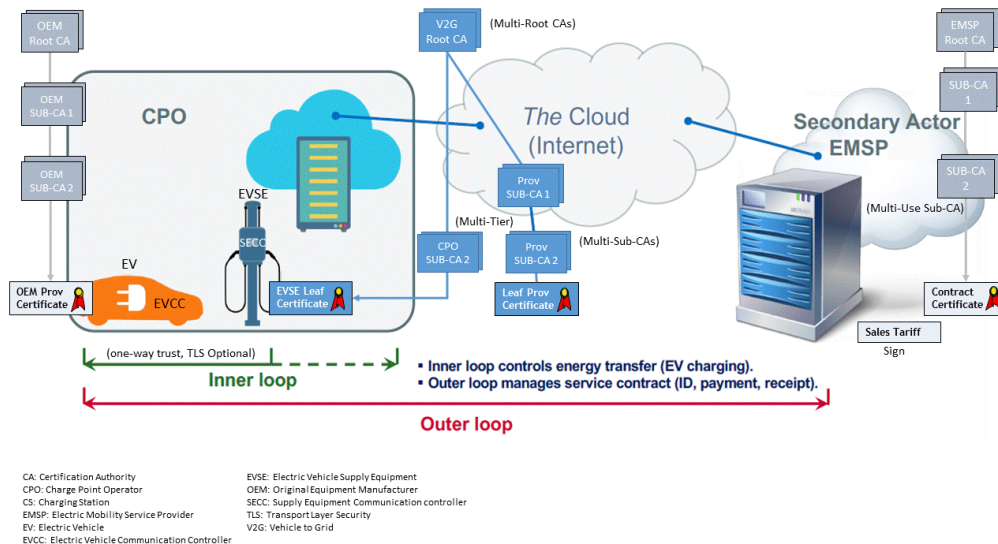 OEM
Root CA
OEM
SUB-CA 1
OEM
SUB-CA 2
OEM Prov
Certificate
CPO
EVSE
SECC
EV
EVCC
EVSE Leaf
Certificate
V2G
Root CA
(Multi-Root CAs)
The Cloud
(Internet)
Prov
SUB-CA 1
(Multi-Tier)
CPO
SUB-CA 2
Prov
SUB-CA 2
(Multi-Sub-CAs)
Leaf Prov
Certificate
Secondary Actor
EMSP
EMSP
Root CA
SUB-CA
1
SUB-CA
2
(Multi-Use Sub-CA)
Contract
Certificate
Sales Tariff
Sign
(one-way trust, TLS Optional)
Inner loop
▪ Inner loop controls energy transfer (EV charging).
▪ Outer loop manages service contract (ID, payment, receipt).
Outer loop
CA: Certification Authority
CPO: Charge Point Operator
CS: Charging Station
EMSP: Electric Mobility Service Provider
EV: Electric Vehicle
EVCC: Electric Vehicle Communication Controller
EVSE: Electric Vehicle Supply Equipment
OEM: Original Equipment Manufacturer
SECC: Supply Equipment Communication controller
TLS: Transport Layer Security
V2G: Vehicle to Grid